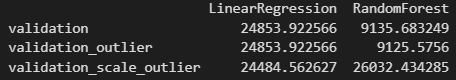 LinearRegression RandomForest
validation 24853.922566 9135.683249
validation_outlier 24853.922566 9125.5756
validation_scale_outlier 24484.562627 26032.434285